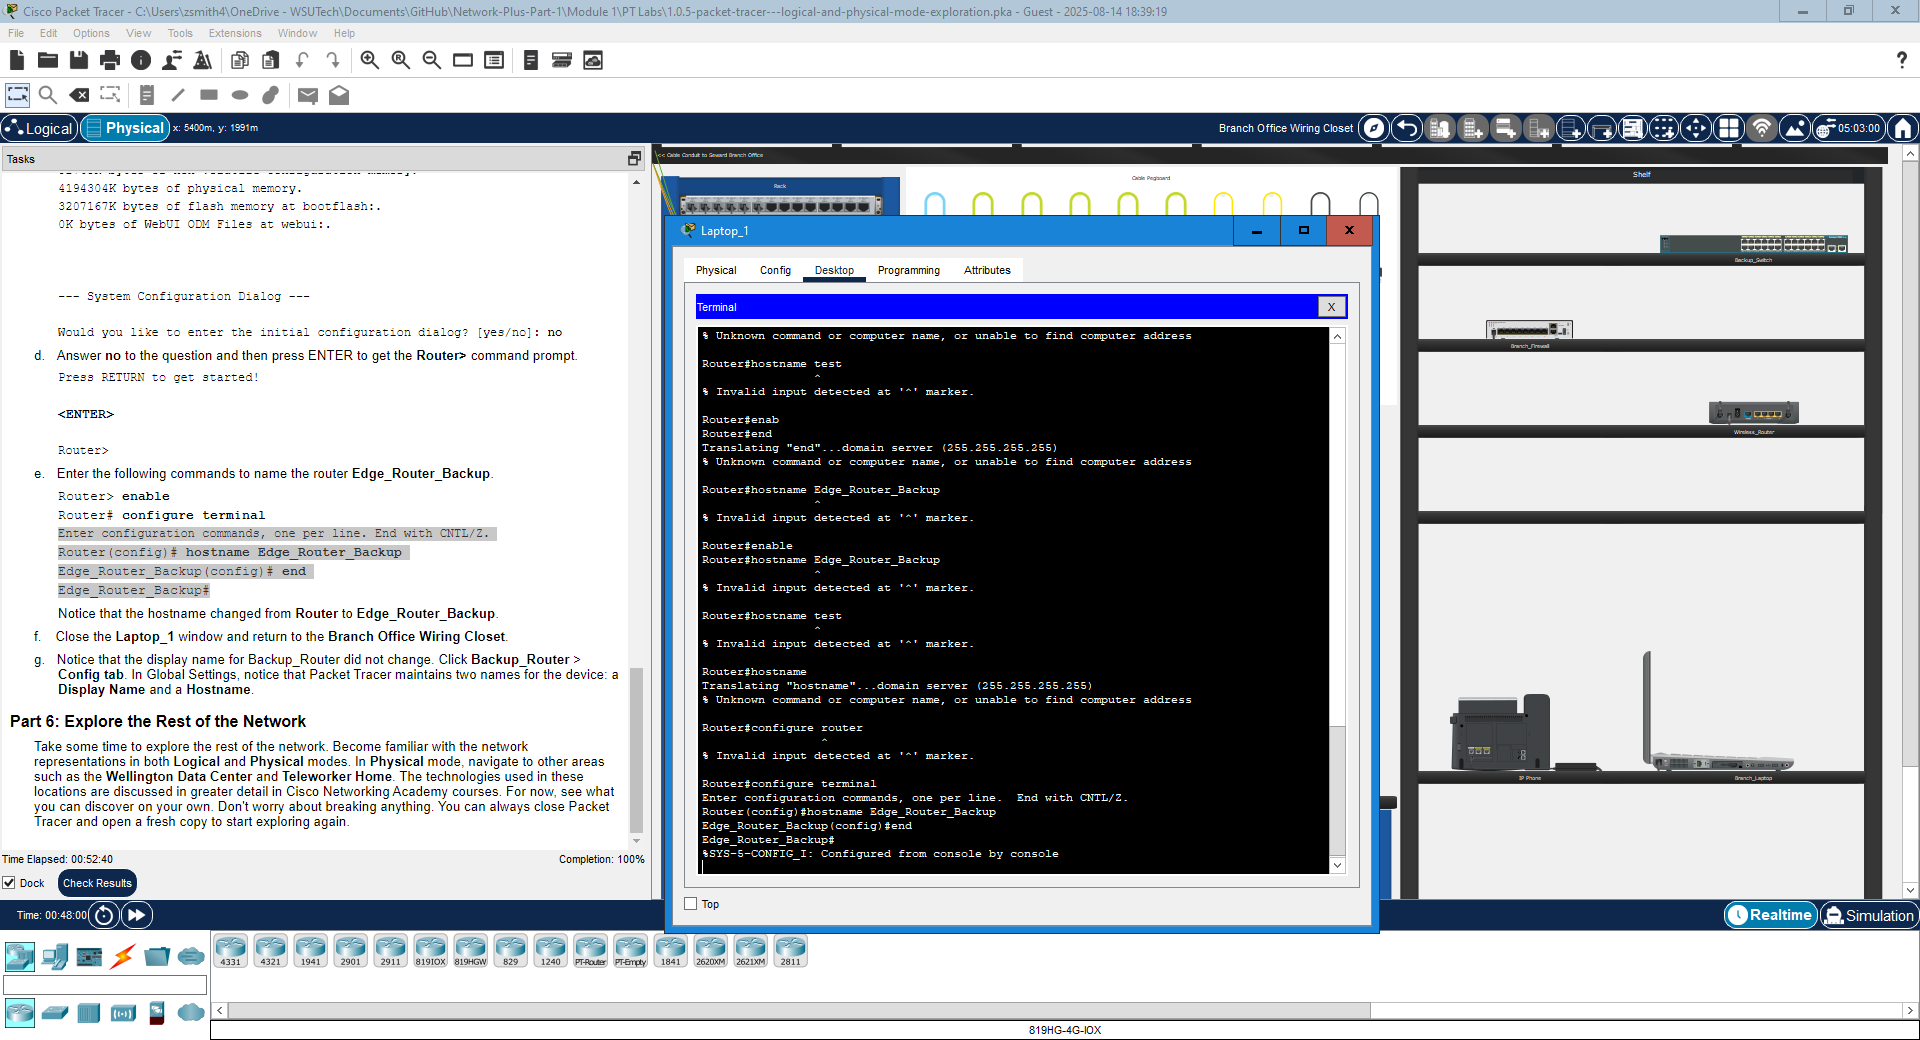 Cisco Packet Tracer - C:\Users\zsmith4\OneDrive - WSUTech\Documents\GitHub\Network-Plus-Part-1\Module 1\PT Labs\1.0.5-packet-tracer---logical-and-physical-mode-exploration.pka - Guest - 2025-08-14 18:39:19
File Edit Options View Tools Extensions Window Help
Logical Physical x: 5400m, y: 1991m
Branch Office Wiring Closet 05:03:00
Tasks
4194304K bytes of physical memory.
3207167K bytes of flash memory at bootflash:.
0K bytes of WebUI ODM Files at webui:.
--- System Configuration Dialog ---
Would you like to enter the initial configuration dialog? [yes/no]: no
d. Answer no to the question and then press ENTER to get the Router> command prompt.
Press RETURN to get started!
<ENTER>
Router>
e. Enter the following commands to name the router Edge_Router_Backup.
Router> enable
Router# configure terminal
Enter configuration commands, one per line. End with CNTL/Z.
Router(config)# hostname Edge_Router_Backup
Edge_Router_Backup(config)# end
Edge_Router_Backup#
Notice that the hostname changed from Router to Edge_Router_Backup.
f. Close the Laptop_1 window and return to the Branch Office Wiring Closet.
g. Notice that the display name for Backup_Router did not change. Click Backup_Router >
Config tab. In Global Settings, notice that Packet Tracer maintains two names for the device: a
Display Name and a Hostname.
Part 6: Explore the Rest of the Network
Take some time to explore the rest of the network. Become familiar with the network
representations in both Logical and Physical modes. In Physical mode, navigate to other areas
such as the Wellington Data Center and Teleworker Home. The technologies used in these
locations are discussed in greater detail in Cisco Networking Academy courses. For now, see what
you can discover on your own. Don't worry about breaking anything. You can always close Packet
Tracer and open a fresh copy to start exploring again.
Time Elapsed: 00:52:40 Completion: 100%
Dock Check Results
<< Cable Conduit to Seward Branch Office
Rack
Cable Pegboard
Shelf
Backup_Switch
Branch_Firewall
Wireless_Router
IP Phone
Branch_Laptop
Laptop_1
Physical Config Desktop Programming Attributes
Terminal X
% Unknown command or computer name, or unable to find computer address
Router#hostname test
^
% Invalid input detected at '^' marker.
Router#enab
Router#end
Translating "end"...domain server (255.255.255.255)
% Unknown command or computer name, or unable to find computer address
Router#hostname Edge_Router_Backup
^
% Invalid input detected at '^' marker.
Router#enable
Router#hostname Edge_Router_Backup
^
% Invalid input detected at '^' marker.
Router#hostname test
^
% Invalid input detected at '^' marker.
Router#hostname
Translating "hostname"...domain server (255.255.255.255)
% Unknown command or computer name, or unable to find computer address
Router#configure router
^
% Invalid input detected at '^' marker.
Router#configure terminal
Enter configuration commands, one per line.  End with CNTL/Z.
Router(config)#hostname Edge_Router_Backup
Edge_Router_Backup(config)#end
Edge_Router_Backup#
%SYS-5-CONFIG_I: Configured from console by console
Top
Time: 00:48:00
Realtime Simulation
4331 4321 1941 2901 2911 819IOX 819HGW 829 1240 PT-Router PT-Empty 1841 2620XM 2621XM 2811
819HG-4G-IOX